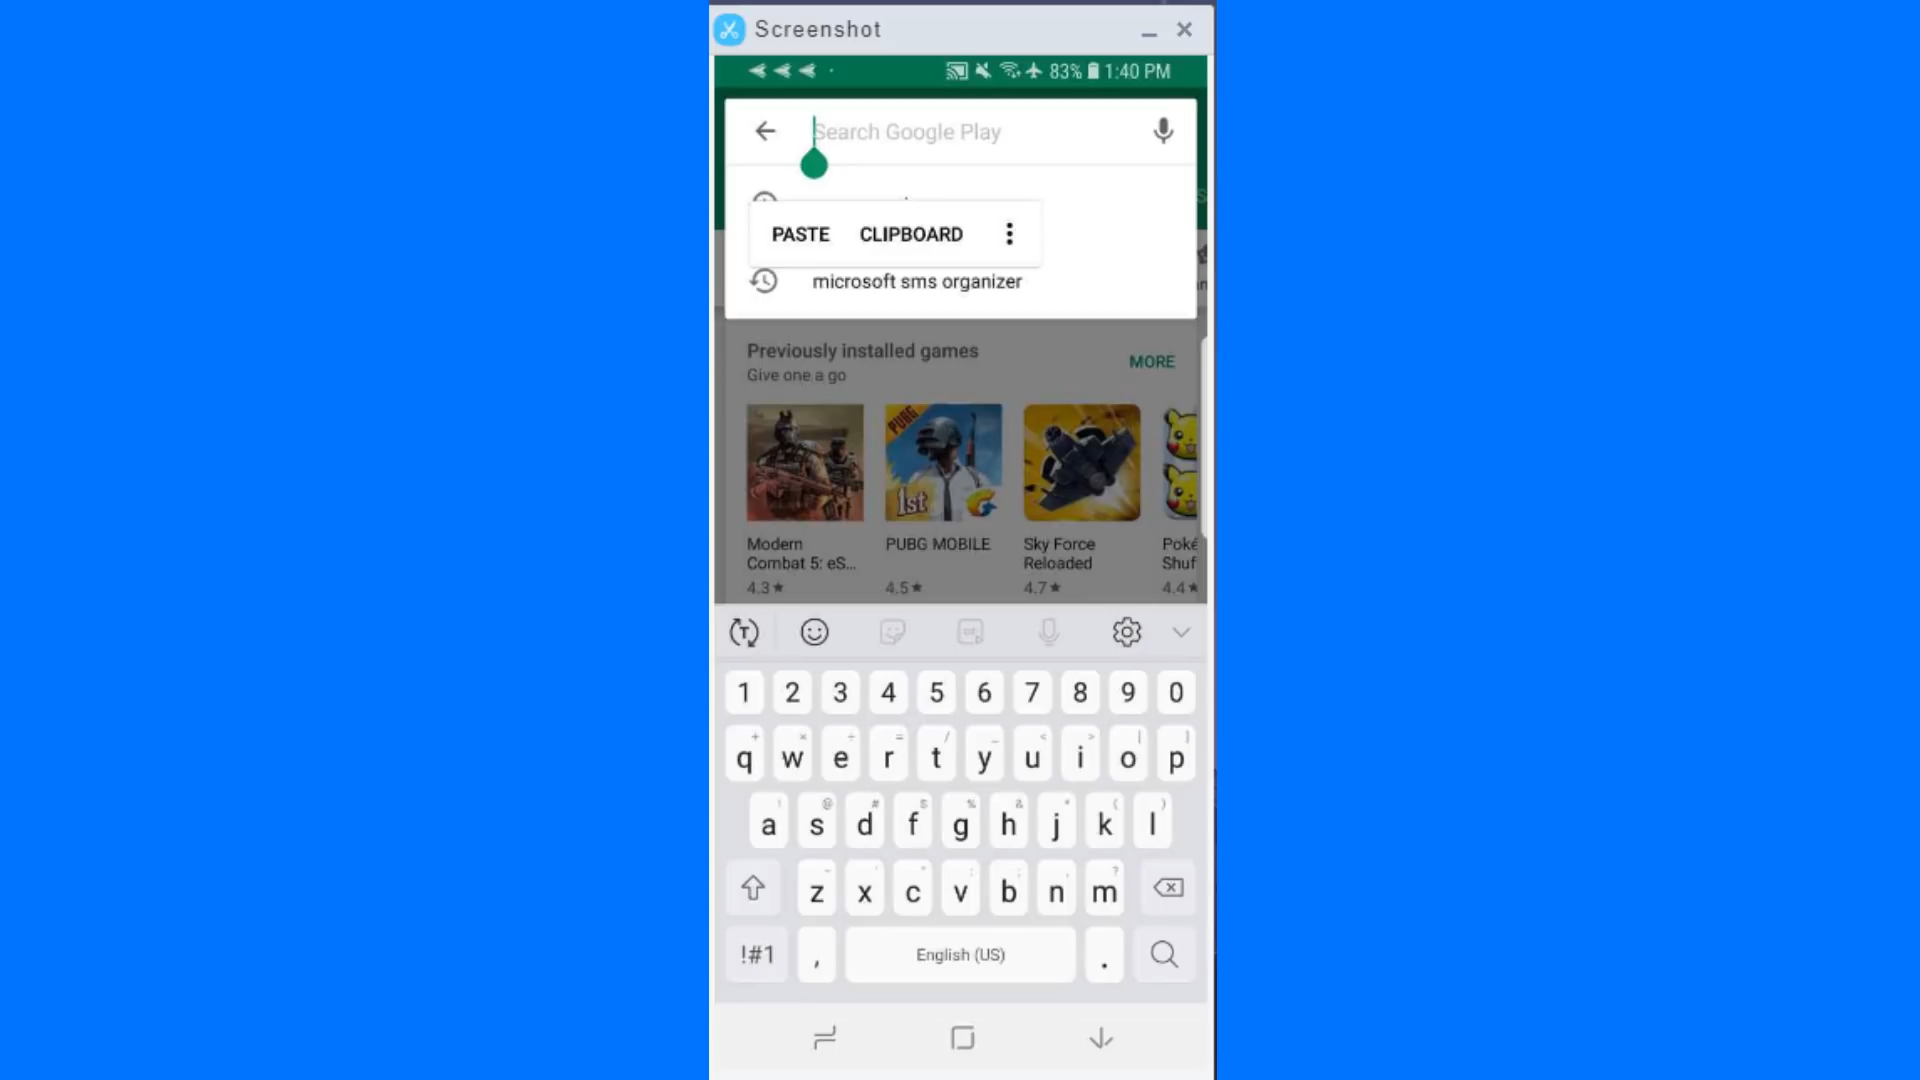 Screenshot
83% 1:40 PM
Search Google Play
PASTE CLIPBOARD
microsoft sms organizer
Previously installed games
MORE
Give one a go
PUBG
1st
Modern
Combat 5: eS...
PUBG MOBILE
Sky Force
Reloaded
Poké
Shuf
4.3★ 4.5★ 4.7★ 4.4★
1 2 3 4 5 6 7 8 9 0
q w e r t y u i o p
a s d f g h j k l
z x c v b n m
!#1 , English (US) .